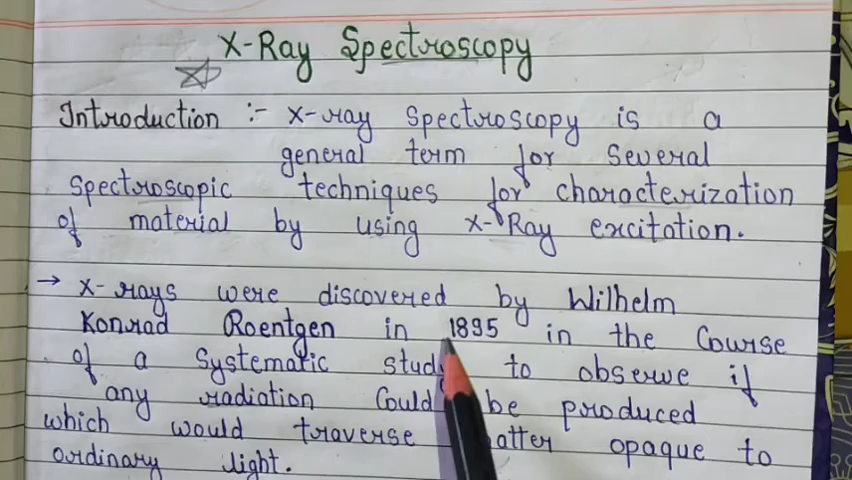 X-Ray Spectroscopy
Introduction :- X-ray Spectroscopy is a
general term for several
Spectroscopic techniques for characterization
of material by using X-Ray excitation.
→ X-rays were discovered by Wilhelm
Konrad Roentgen in 1895 in the Course
of a Systematic study to observe if
any radiation Could be produced
which would traverse opaque to
ordinary light.